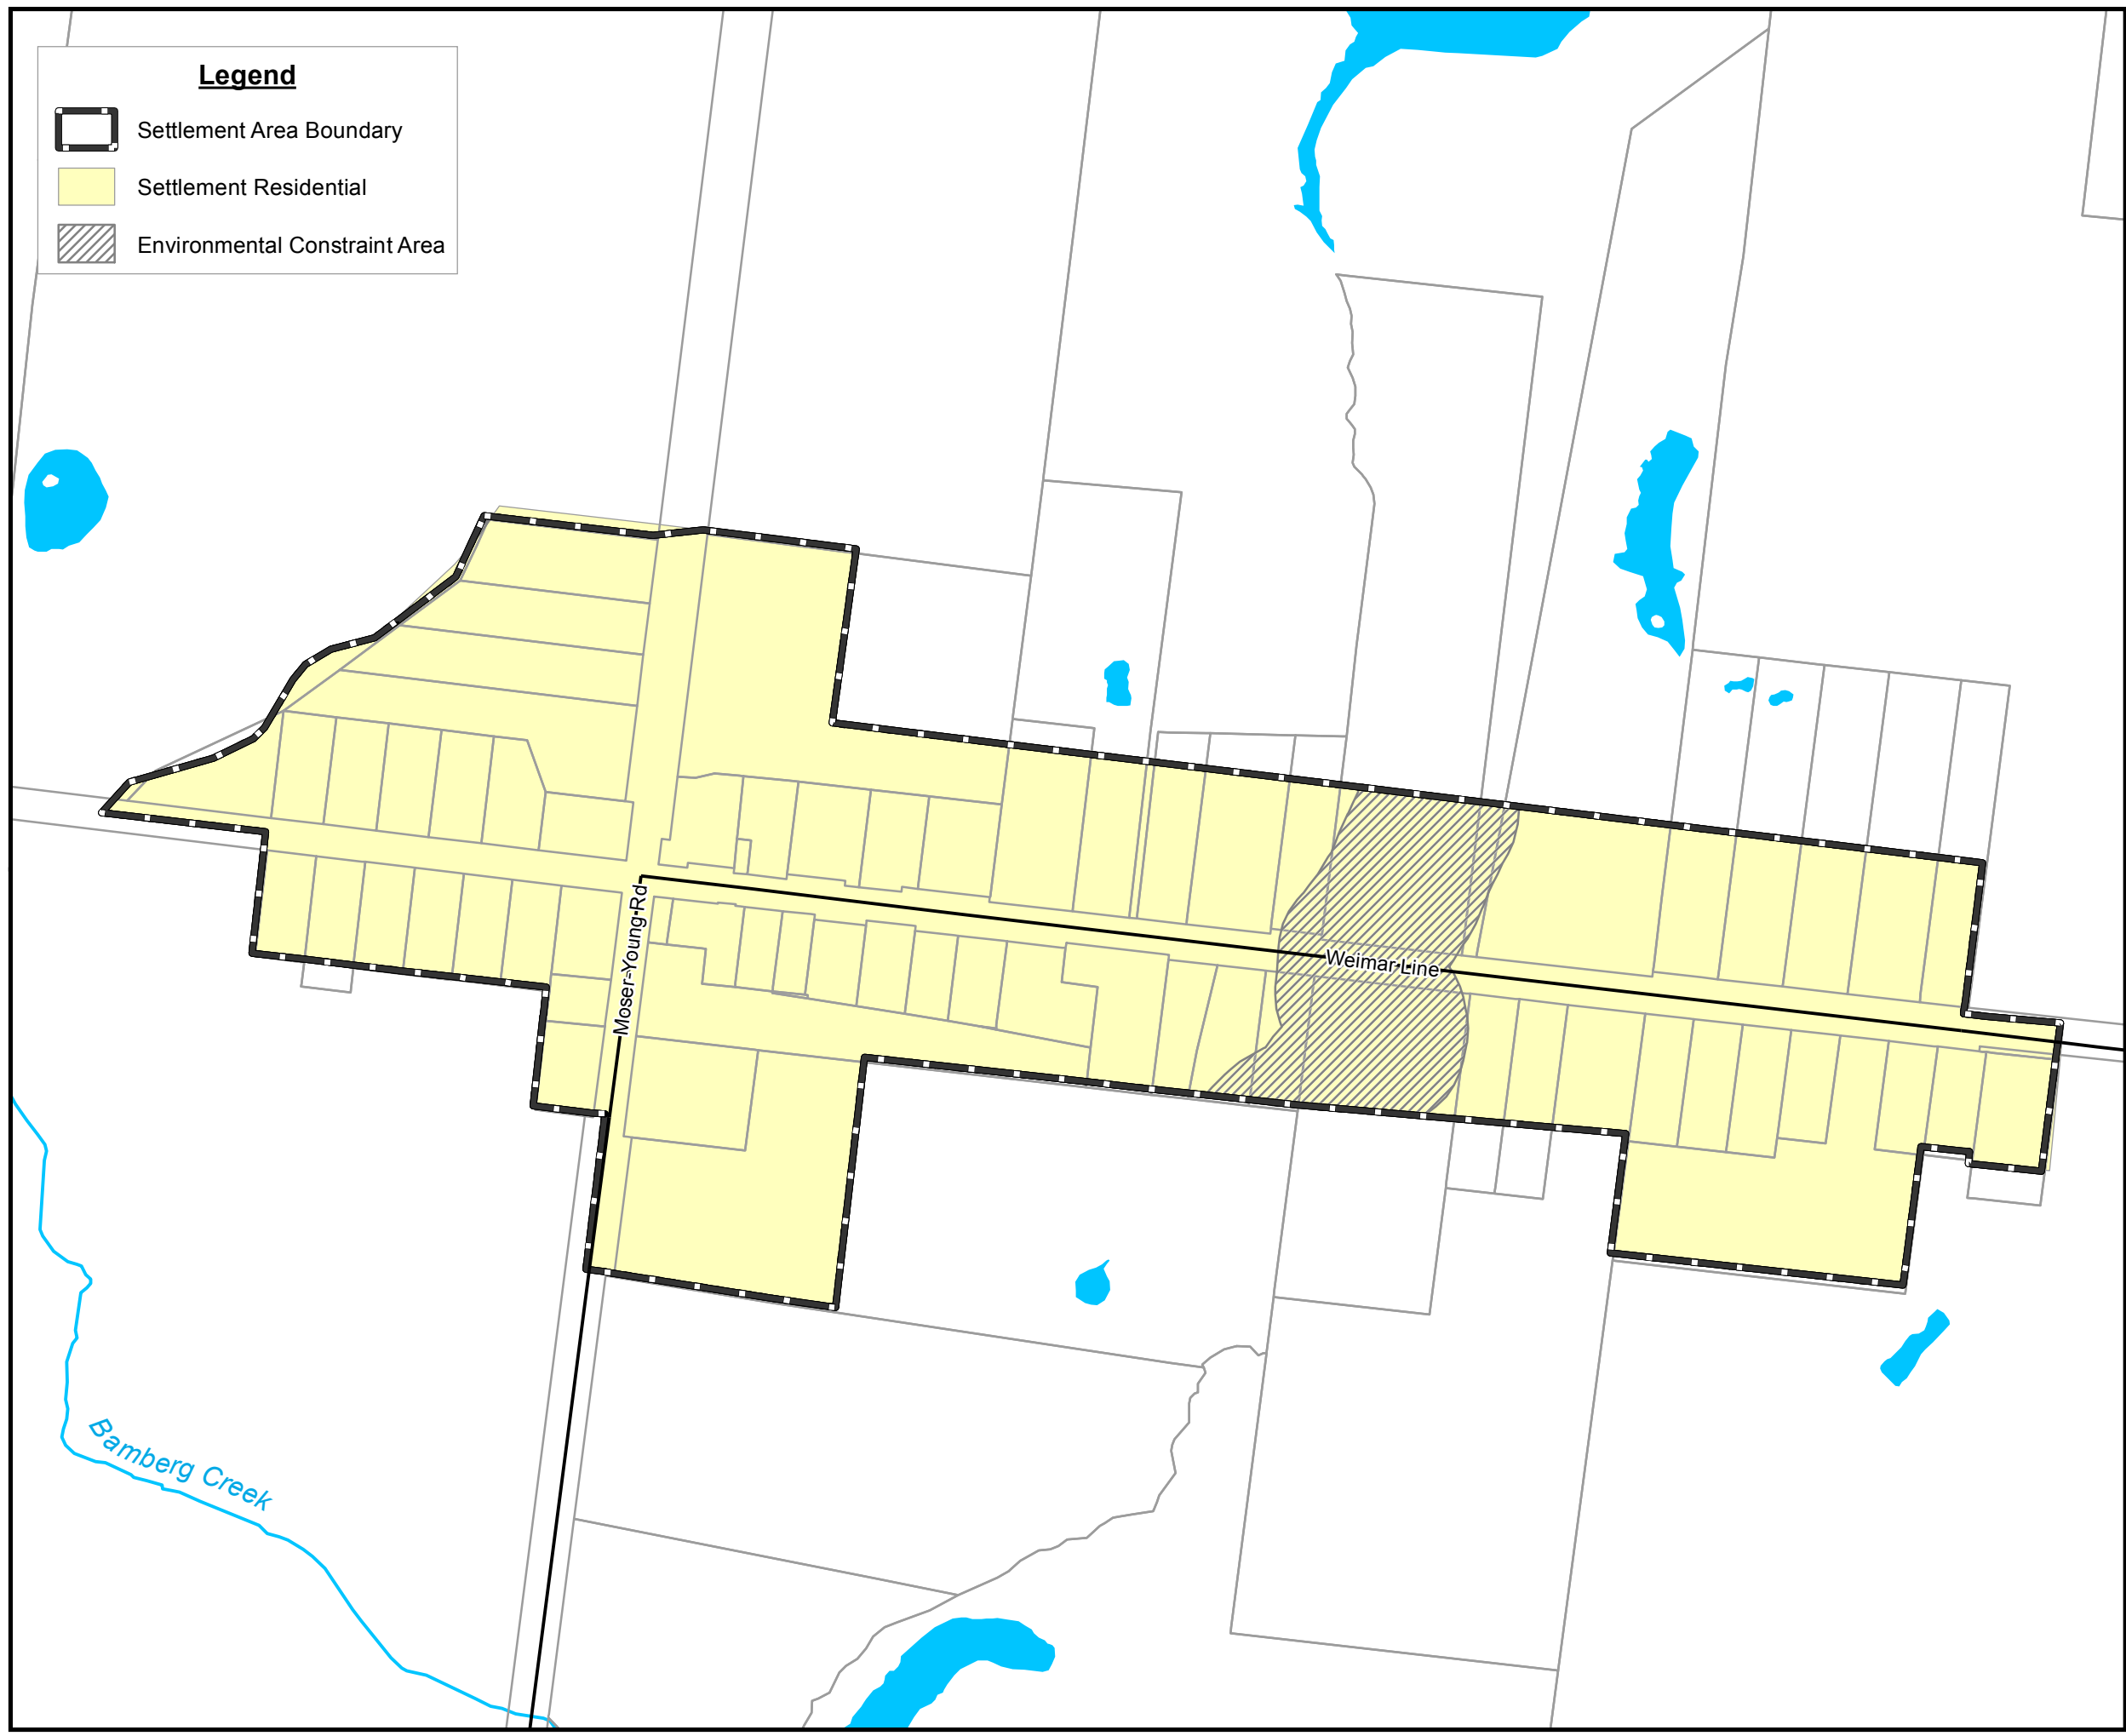 Legend
Settlement Area Boundary
Settlement Residential
Environmental Constraint Area
Moser-Young Rd
Weimar Line
Bamberg Creek